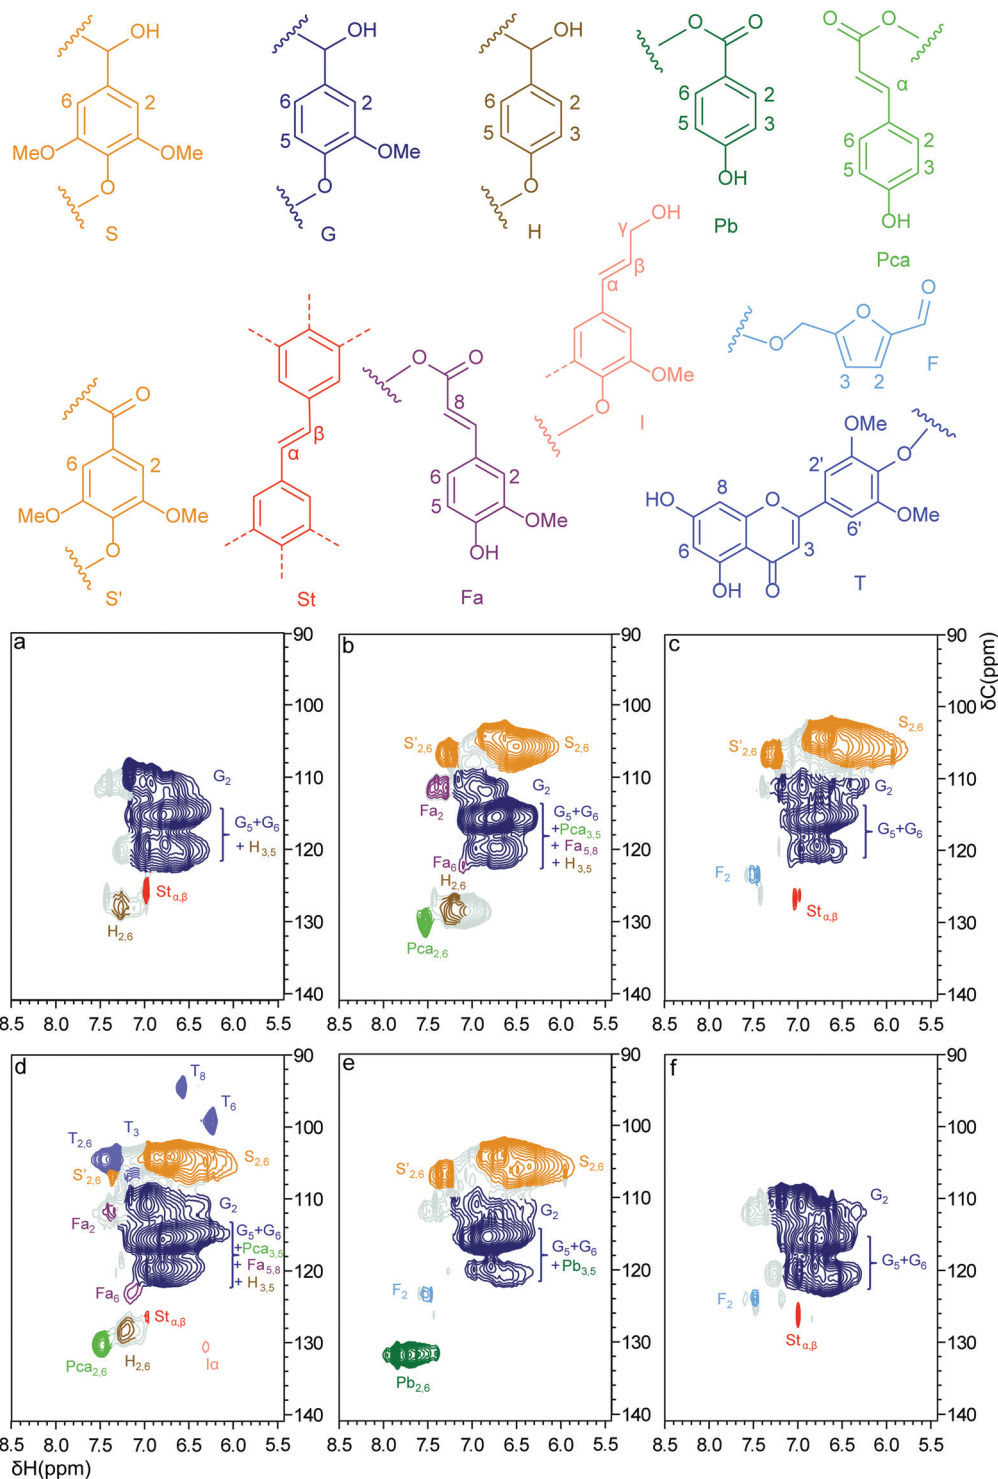 OH
6 2
MeO OMe
O
S
OH
6 2
5 OMe
O
G
OH
6 2
5 3
O
H
O O
6 2
5 3
OH
Pb
O O
α
6 2
5 3
OH
Pca
O
6 2
MeO OMe
O
S'
β
α
St
O O
8
6 2
5 OMe
OH
Fa
OH
γ
β
α
OMe
O
I
O O O
3 2
F
OMe O
2'
8 O OMe
HO 6'
6 3
OH O
T
a
90
100
110
120
130
140
G2
G5+G6
+ H3,5
Stα,β
H2,6
8.5 8.0 7.5 7.0 6.5 6.0 5.5
b
90
100
110
120
130
140
S'2,6 S2,6
Fa2 G2
G5+G6
+Pca3,5
+ Fa5,8
+ H3,5
Fa6
H2,6
Pca2,6
8.5 8.0 7.5 7.0 6.5 6.0 5.5
c
90
100
110
120
130
140
δC(ppm)
S'2,6 S2,6
G2
G5+G6
F2
Stα,β
8.5 8.0 7.5 7.0 6.5 6.0 5.5
d
90
100
110
120
130
140
T8
T6
T2,6 T3
S'2,6 S2,6
Fa2 G2
G5+G6
+Pca3,5
+ Fa5,8
+ H3,5
Fa6
Stα,β
Pca2,6 H2,6 Iα
8.5 8.0 7.5 7.0 6.5 6.0 5.5
δH(ppm)
e
90
100
110
120
130
140
S'2,6 S2,6
G2
G5+G6
+ Pb3,5
F2
Pb2,6
8.5 8.0 7.5 7.0 6.5 6.0 5.5
f
90
100
110
120
130
140
G2
G5+G6
F2
Stα,β
8.5 8.0 7.5 7.0 6.5 6.0 5.5